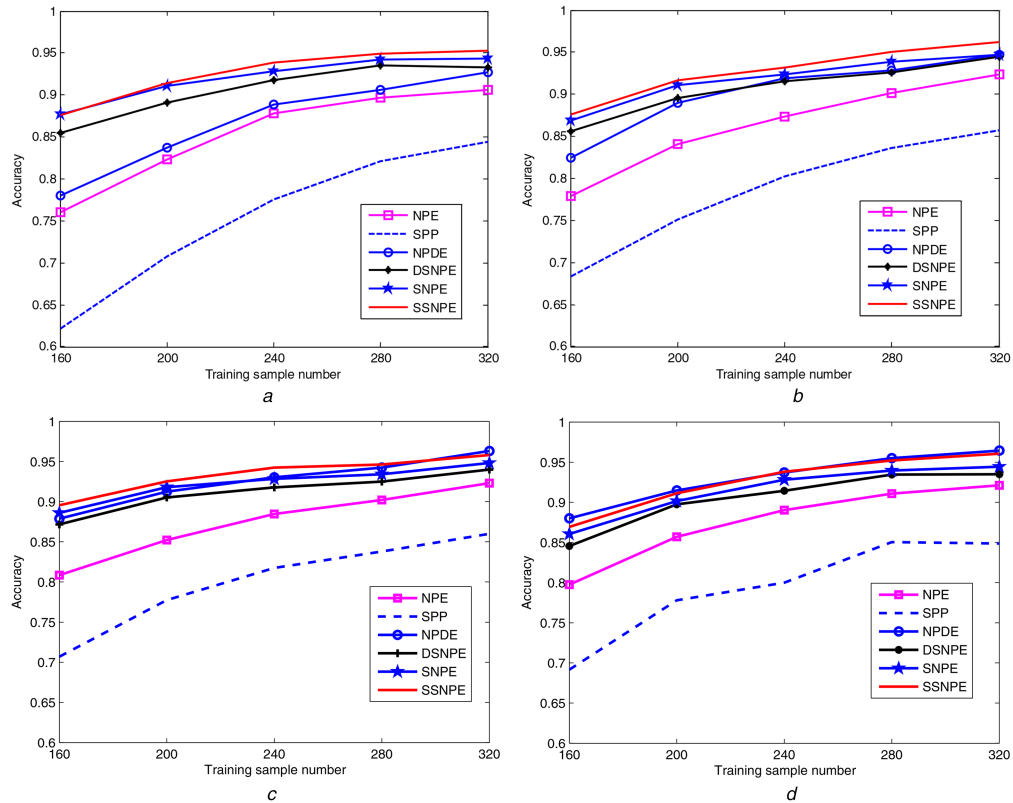 1
0.95
0.9
0.85
0.8
0.75
0.7
0.65
0.6
Accuracy
160
200
240
280
320
Training sample number
NPE
SPP
NPDE
DSNPE
SNPE
SSNPE
a
1
0.95
0.9
0.85
0.8
0.75
0.7
0.65
0.6
Accuracy
160
200
240
280
320
Training sample number
NPE
SPP
NPDE
DSNPE
SNPE
SSNPE
b
1
0.95
0.9
0.85
0.8
0.75
0.7
0.65
0.6
Accuracy
160
200
240
280
320
Training sample number
NPE
SPP
NPDE
DSNPE
SNPE
SSNPE
c
1
0.95
0.9
0.85
0.8
0.75
0.7
0.65
0.6
Accuracy
160
200
240
280
320
Training sample number
NPE
SPP
NPDE
DSNPE
SNPE
SSNPE
d